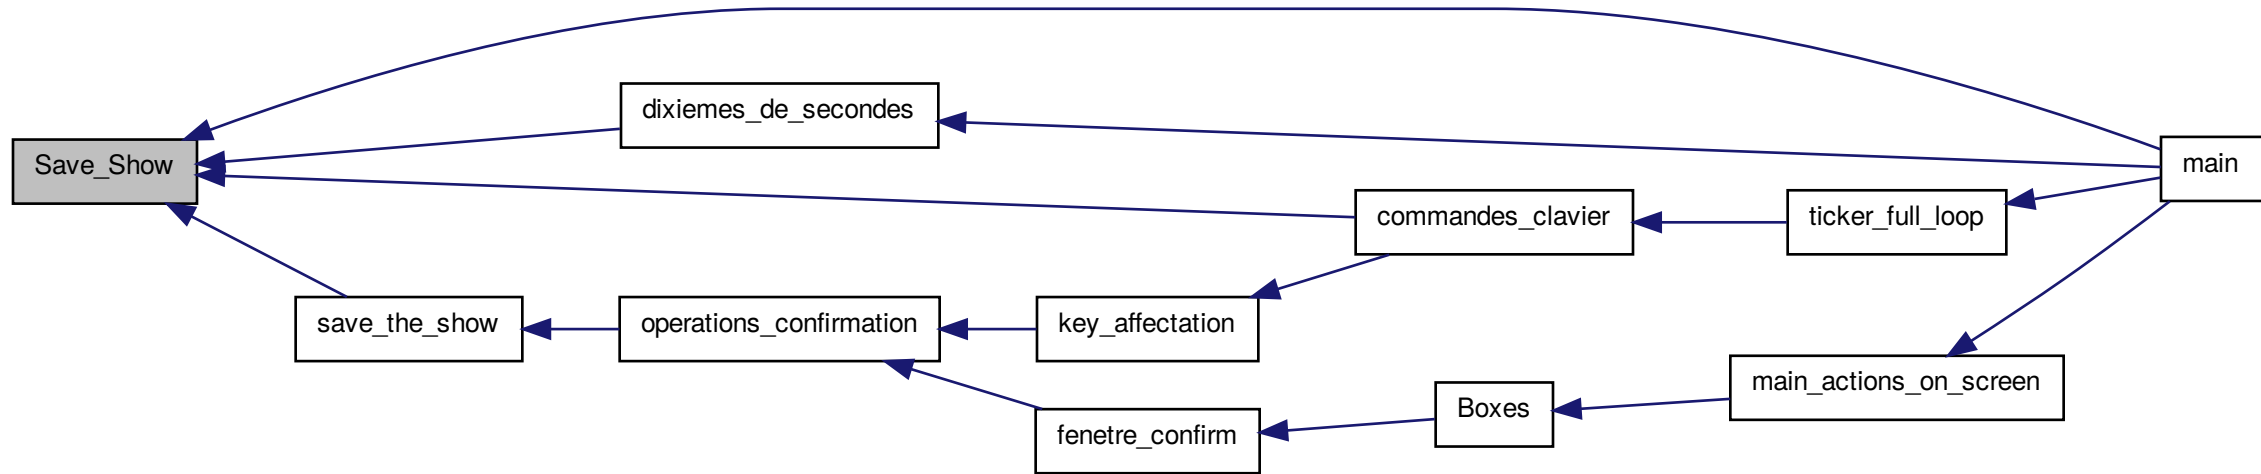 dixiemes_de_secondes
Save_Show
main
commandes_clavier
ticker_full_loop
save_the_show
operations_confirmation
key_affectation
main_actions_on_screen
Boxes
fenetre_confirm